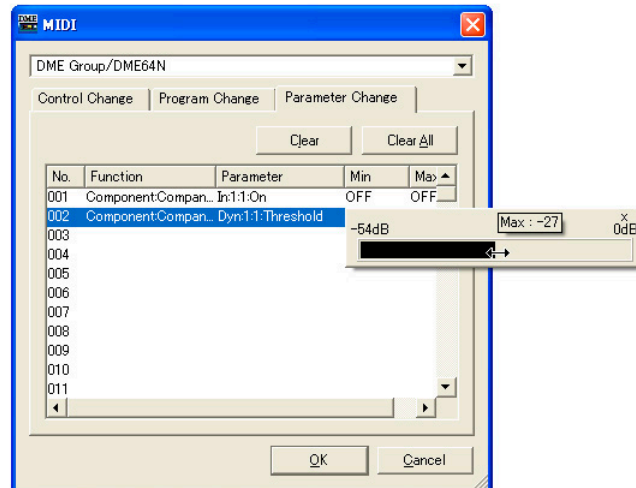 DME MIDI
DME Group/DME64N
Control Change Program Change Parameter Change
Clear Clear All
No. Function Parameter Min Max
001 Component:Compan... In:1:1:On OFF OFF
002 Component:Compan... Dyn:1:1:Threshold
-54dB Max : -27 x 0dB
003
004
005
006
007
008
009
010
011
OK Cancel